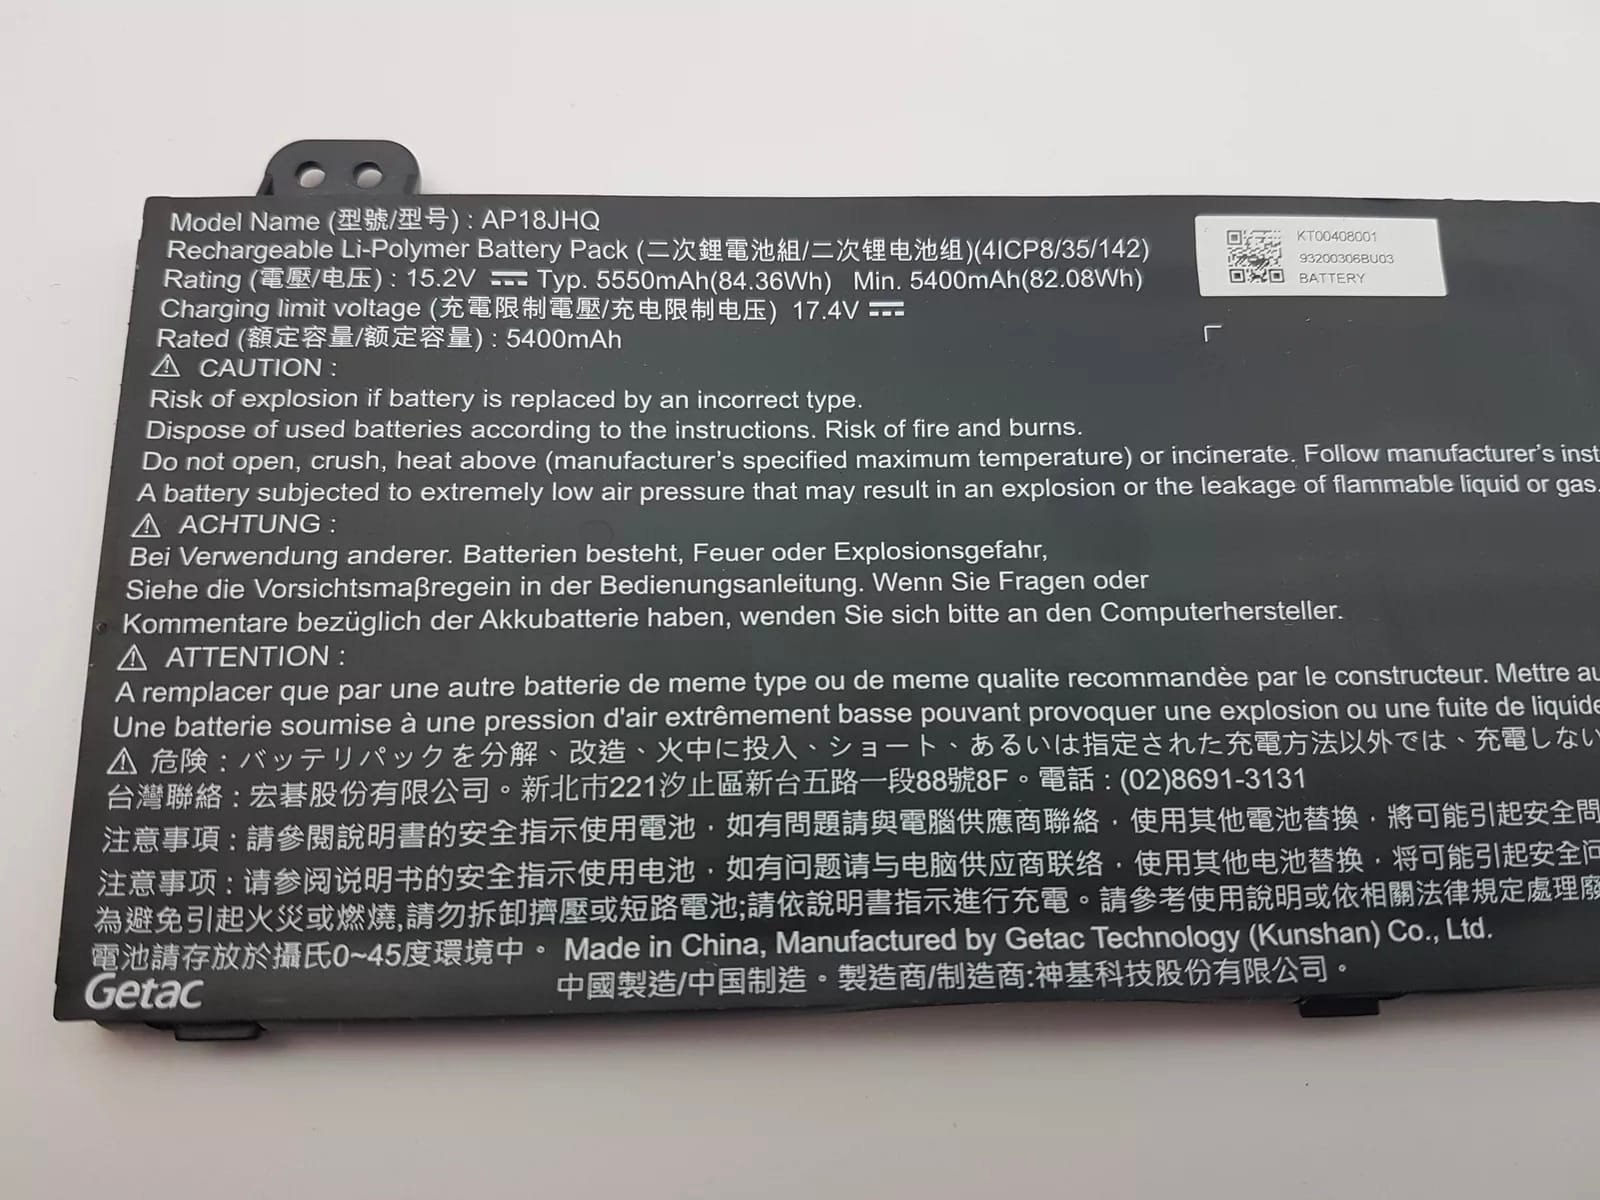 Model Name (型號/型号) : AP18JHQ
Rechargeable Li-Polymer Battery Pack (二次鋰電池組/二次锂电池组)(4ICP8/35/142)
Rating (電壓/电压) : 15.2V ⎓ Typ. 5550mAh(84.36Wh) Min. 5400mAh(82.08Wh)
Charging limit voltage (充電限制電壓/充电限制电压) 17.4V ⎓
Rated (額定容量/额定容量) : 5400mAh
KT00408001
93200306BU03
BATTERY
⚠ CAUTION :
Risk of explosion if battery is replaced by an incorrect type.
Dispose of used batteries according to the instructions. Risk of fire and burns.
Do not open, crush, heat above (manufacturer's specified maximum temperature) or incinerate. Follow manufacturer's inst
A battery subjected to extremely low air pressure that may result in an explosion or the leakage of flammable liquid or gas.
⚠ ACHTUNG :
Bei Verwendung anderer. Batterien besteht, Feuer oder Explosionsgefahr,
Siehe die Vorsichtsmaβregein in der Bedienungsanleitung. Wenn Sie Fragen oder
Kommentare bezüglich der Akkubatterie haben, wenden Sie sich bitte an den Computerhersteller.
⚠ ATTENTION :
A remplacer que par une autre batterie de meme type ou de meme qualite recommandèe par le constructeur. Mettre au
Une batterie soumise à une pression d'air extrêmement basse pouvant provoquer une explosion ou une fuite de liquide
⚠ 危険：バッテリパックを分解、改造、火中に投入、ショート、あるいは指定された充電方法以外では、充電しない
台灣聯絡：宏碁股份有限公司。新北市221汐止區新台五路一段88號8F。電話：(02)8691-3131
注意事項：請參閱說明書的安全指示使用電池，如有問題請與電腦供應商聯絡，使用其他電池替換，將可能引起安全問
注意事项：请参阅说明书的安全指示使用电池，如有问题请与电脑供应商联络，使用其他电池替换，将可能引起安全问
為避免引起火災或燃燒,請勿拆卸擠壓或短路電池;請依說明書指示進行充電。請參考使用說明或依相關法律規定處理廢
電池請存放於攝氏0~45度環境中。 Made in China, Manufactured by Getac Technology (Kunshan) Co., Ltd.
Getac 中國製造/中国制造。製造商/制造商:神基科技股份有限公司。